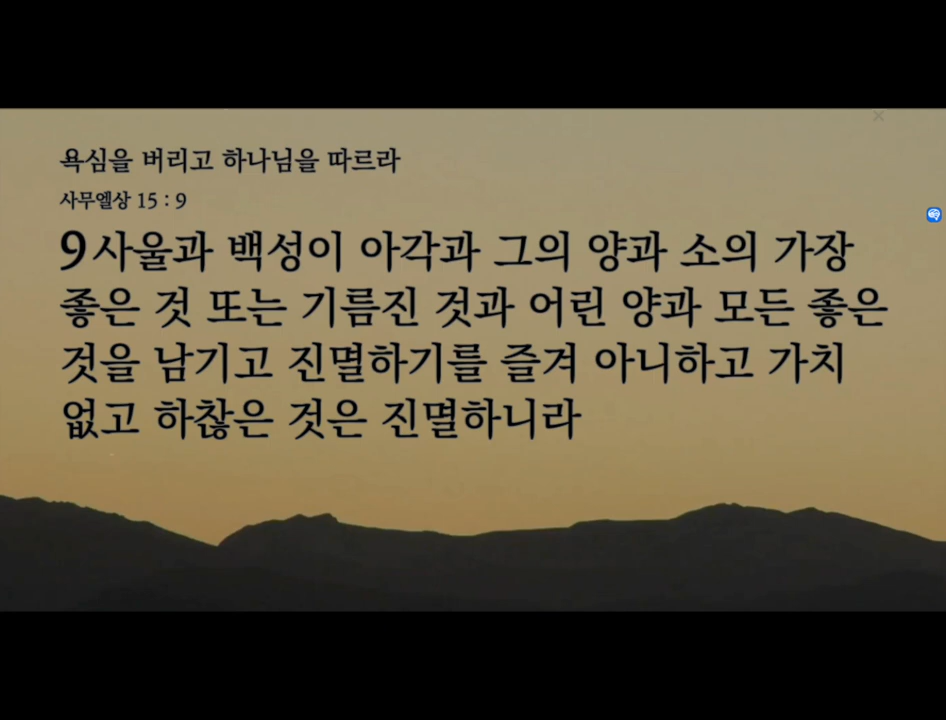 욕심을 버리고 하나님을 따르라
사무엘상 15 : 9
9 사울과 백성이 아각과 그의 양과 소의 가장
좋은 것 또는 기름진 것과 어린 양과 모든 좋은
것을 남기고 진멸하기를 즐겨 아니하고 가치
없고 하찮은 것은 진멸하니라